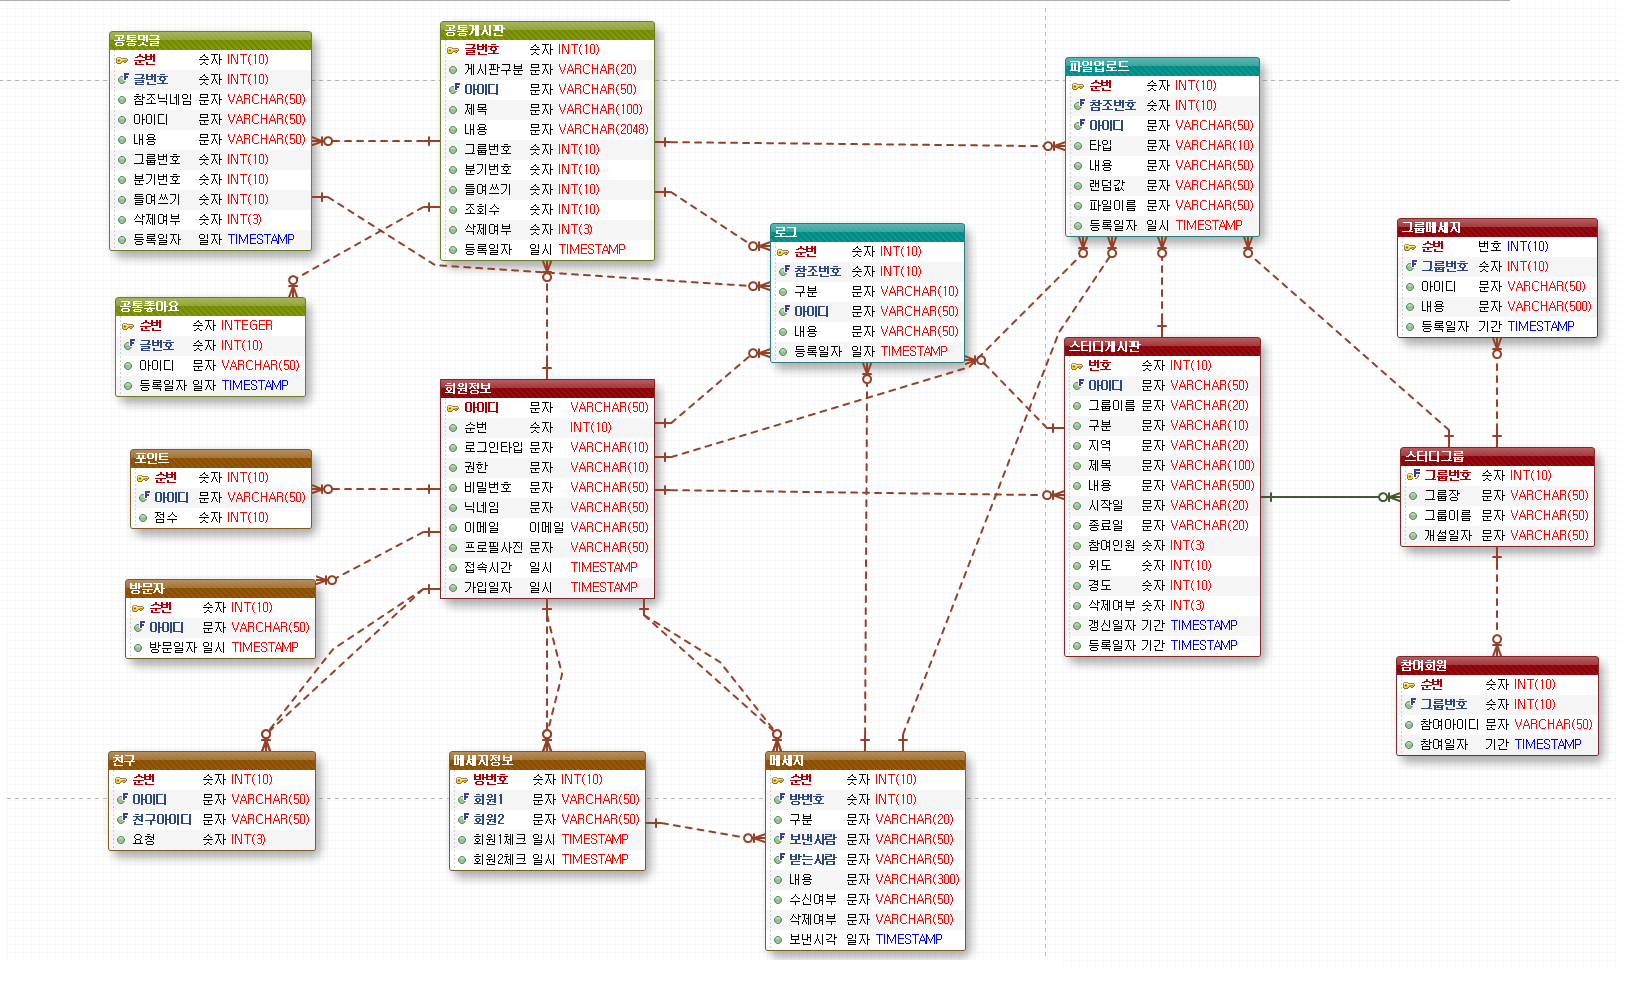 공통댓글
순번 숫자 INT(10)
글번호 숫자 INT(10)
참조닉네임 문자 VARCHAR(50)
아이디 문자 VARCHAR(50)
내용 문자 VARCHAR(50)
그룹번호 숫자 INT(10)
분기번호 숫자 INT(10)
들여쓰기 숫자 INT(10)
삭제여부 숫자 INT(3)
등록일자 일자 TIMESTAMP
공통게시판
글번호 숫자 INT(10)
게시판구분 문자 VARCHAR(20)
아이디 문자 VARCHAR(50)
제목 문자 VARCHAR(100)
내용 문자 VARCHAR(2048)
그룹번호 숫자 INT(10)
분기번호 숫자 INT(10)
들여쓰기 숫자 INT(10)
조회수 숫자 INT(10)
삭제여부 숫자 INT(3)
등록일자 일시 TIMESTAMP
파일업로드
순번 숫자 INT(10)
참조번호 숫자 INT(10)
아이디 문자 VARCHAR(50)
타입 문자 VARCHAR(10)
내용 문자 VARCHAR(50)
랜덤값 문자 VARCHAR(50)
파일이름 문자 VARCHAR(50)
등록일자 일시 TIMESTAMP
로그
순번 숫자 INT(10)
참조번호 숫자 INT(10)
구분 문자 VARCHAR(10)
아이디 문자 VARCHAR(50)
내용 문자 VARCHAR(50)
등록일자 일자 TIMESTAMP
그룹메세지
순번 번호 INT(10)
그룹번호 숫자 INT(10)
아이디 문자 VARCHAR(50)
내용 문자 VARCHAR(500)
등록일자 기간 TIMESTAMP
공통좋아요
순번 숫자 INTEGER
글번호 숫자 INT(10)
아이디 문자 VARCHAR(50)
등록일자 일자 TIMESTAMP
회원정보
아이디 문자 VARCHAR(50)
순번 숫자 INT(10)
로그인타입 문자 VARCHAR(10)
권한 문자 VARCHAR(10)
비밀번호 문자 VARCHAR(50)
닉네임 문자 VARCHAR(50)
이메일 이메일 VARCHAR(50)
프로필사진 문자 VARCHAR(50)
접속시간 일시 TIMESTAMP
가입일자 일시 TIMESTAMP
스터디게시판
번호 숫자 INT(10)
아이디 문자 VARCHAR(50)
그룹이름 문자 VARCHAR(20)
구분 문자 VARCHAR(10)
지역 문자 VARCHAR(20)
제목 문자 VARCHAR(100)
내용 문자 VARCHAR(500)
시작일 문자 VARCHAR(20)
종료일 문자 VARCHAR(20)
참여인원 숫자 INT(3)
위도 숫자 INT(10)
경도 숫자 INT(10)
삭제여부 숫자 INT(3)
갱신일자 기간 TIMESTAMP
등록일자 기간 TIMESTAMP
포인트
순번 숫자 INT(10)
아이디 문자 VARCHAR(50)
점수 숫자 INT(10)
스터디그룹
그룹번호 숫자 INT(10)
그룹장 문자 VARCHAR(50)
그룹이름 문자 VARCHAR(50)
개설일자 문자 VARCHAR(50)
방문자
순번 숫자 INT(10)
아이디 문자 VARCHAR(50)
방문일자 일시 TIMESTAMP
참여회원
순번 숫자 INT(10)
그룹번호 숫자 INT(10)
참여아이디 문자 VARCHAR(50)
참여일자 기간 TIMESTAMP
친구
순번 숫자 INT(10)
아이디 문자 VARCHAR(50)
친구아이디 문자 VARCHAR(50)
요청 숫자 INT(3)
메세지정보
방번호 숫자 INT(10)
회원1 문자 VARCHAR(50)
회원2 문자 VARCHAR(50)
회원1체크 일시 TIMESTAMP
회원2체크 일시 TIMESTAMP
메세지
순번 숫자 INT(10)
방번호 숫자 INT(10)
구분 문자 VARCHAR(20)
보낸사람 문자 VARCHAR(50)
받는사람 문자 VARCHAR(50)
내용 문자 VARCHAR(300)
수신여부 문자 VARCHAR(50)
삭제여부 문자 VARCHAR(50)
보낸시각 일자 TIMESTAMP